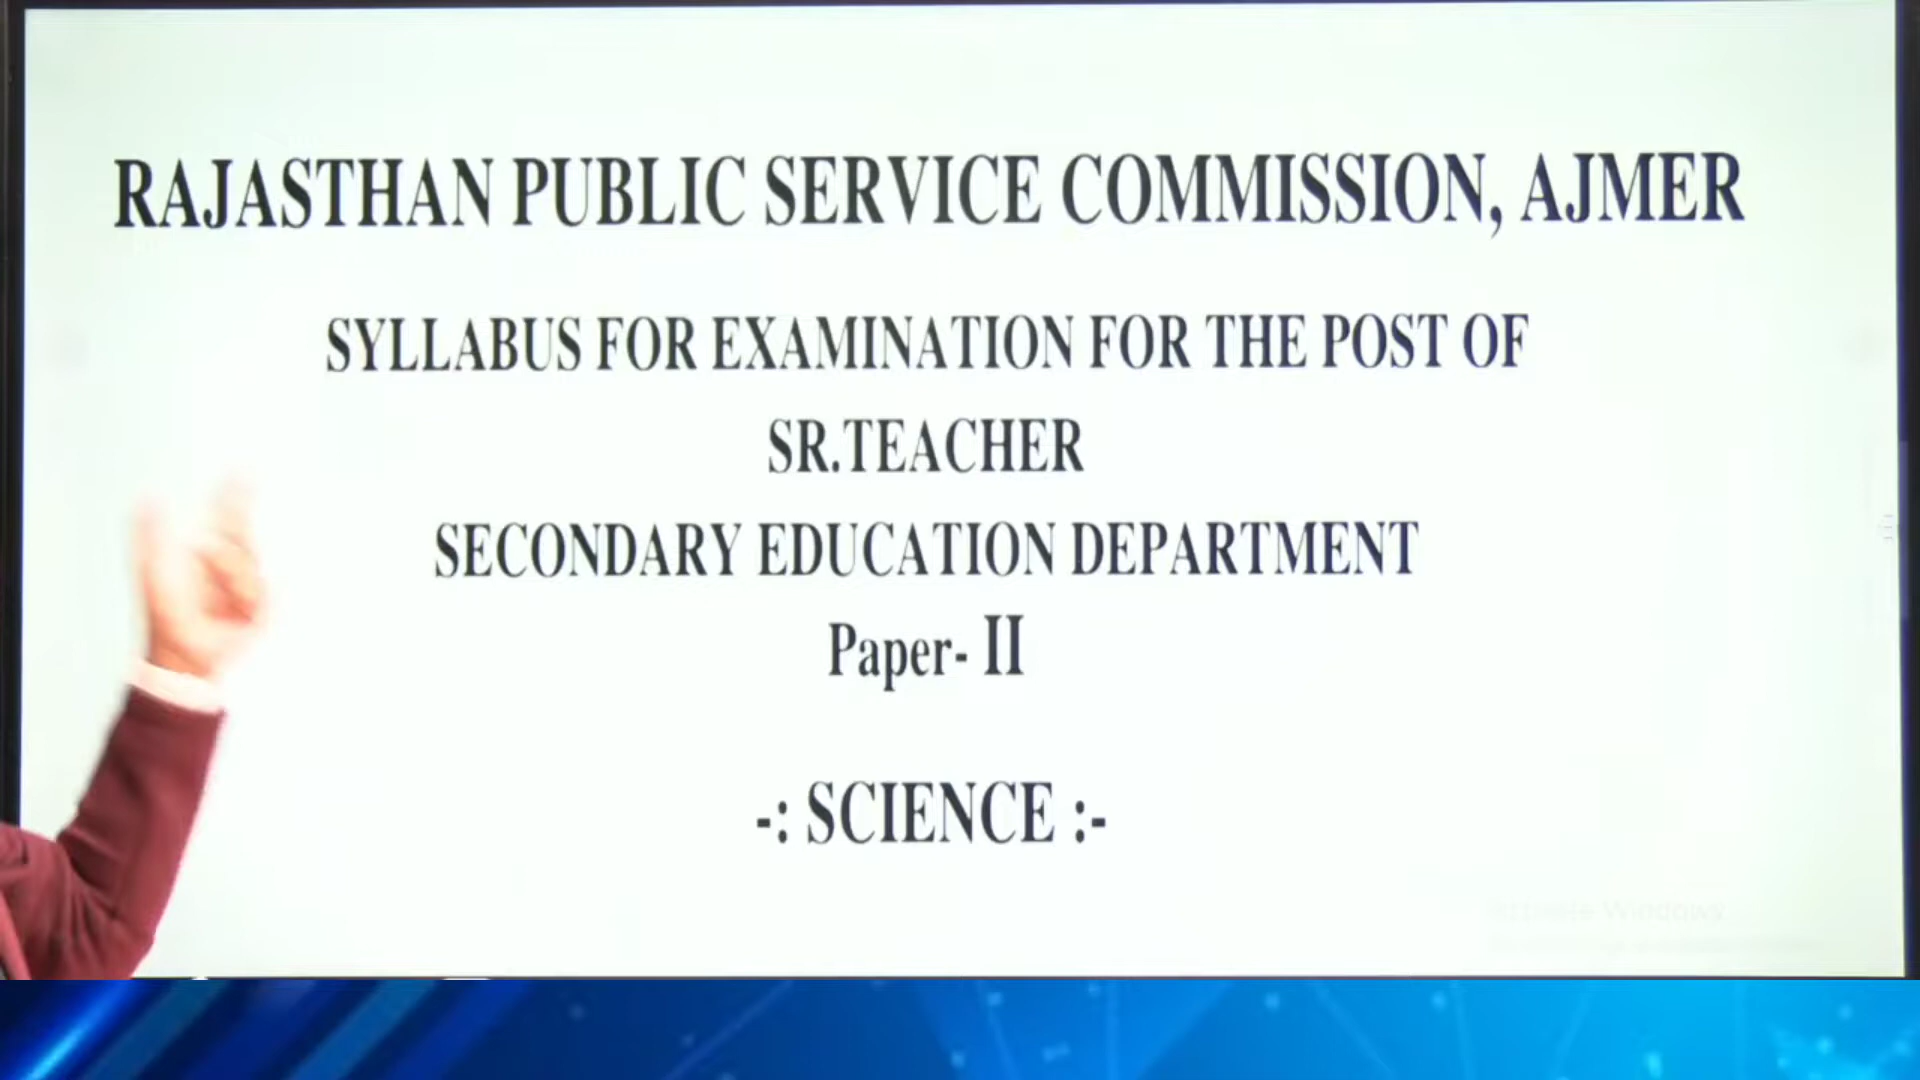 RAJASTHAN PUBLIC SERVICE COMMISSION, AJMER
SYLLABUS FOR EXAMINATION FOR THE POST OF
SR.TEACHER
SECONDARY EDUCATION DEPARTMENT
Paper- II
-: SCIENCE :-